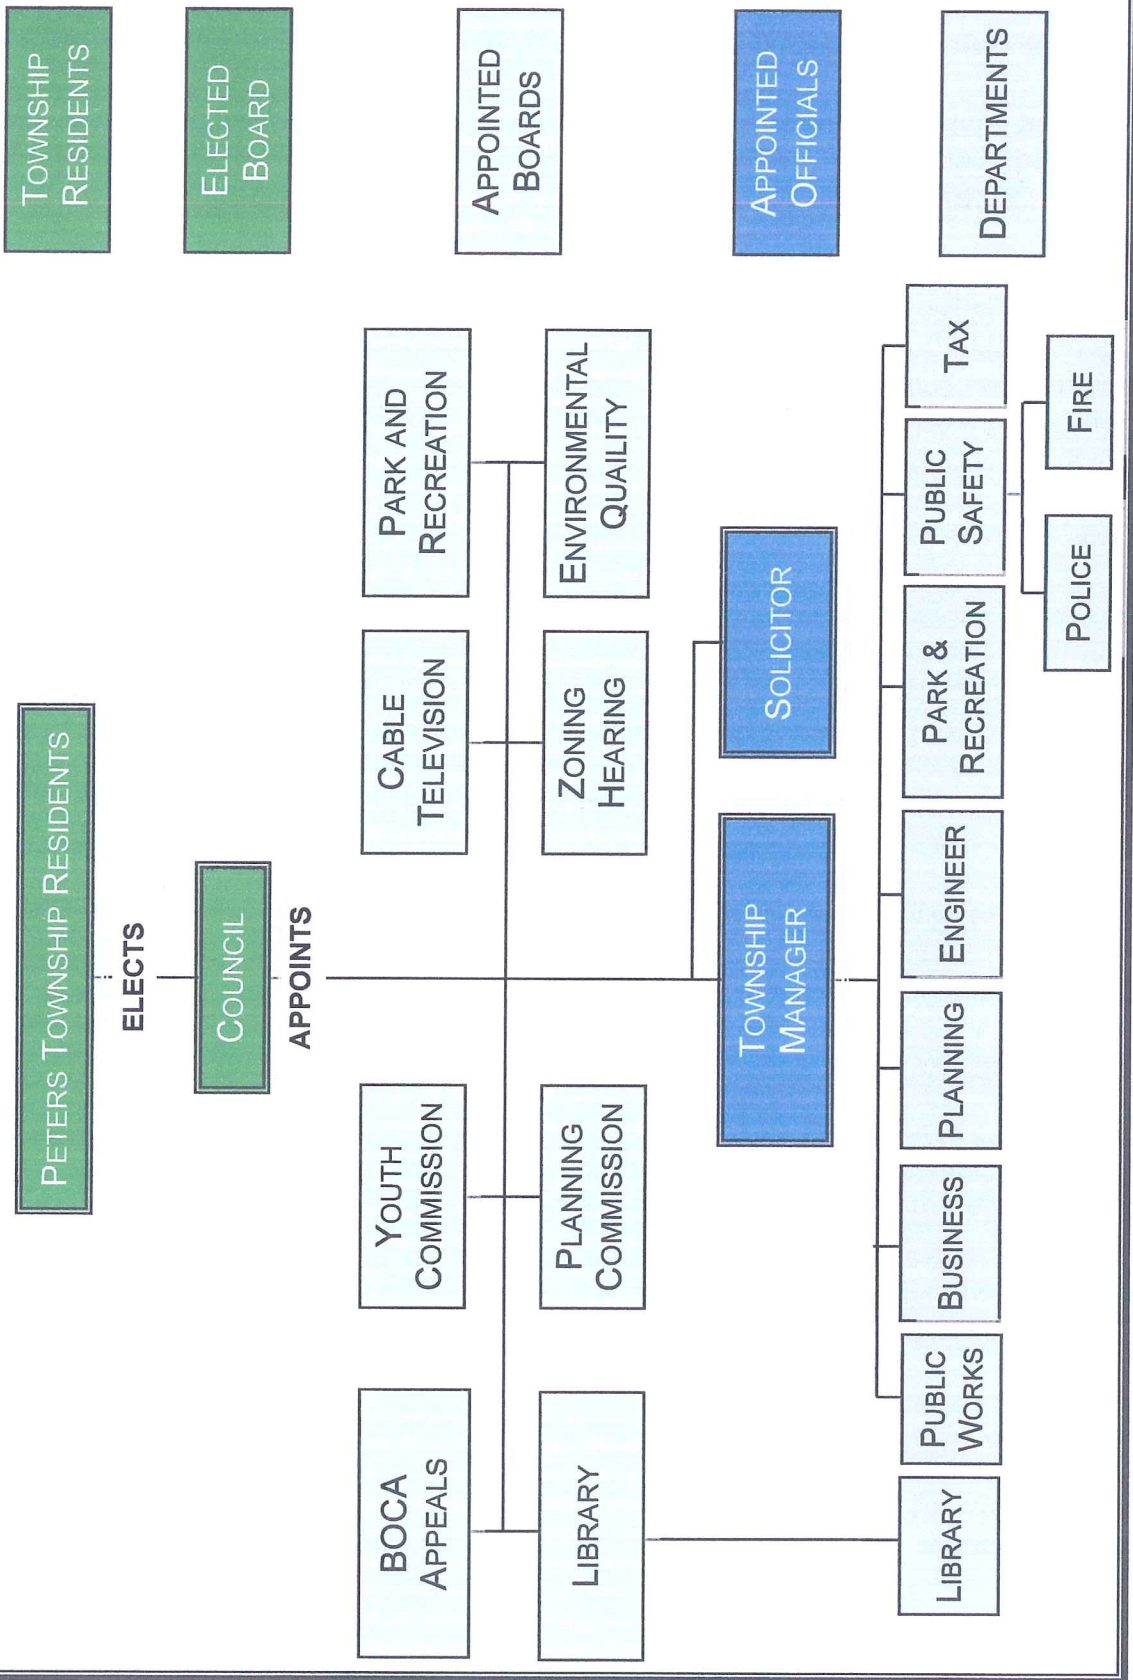 PETERS TOWNSHIP RESIDENTS
TOWNSHIP
RESIDENTS
ELECTS
COUNCIL
ELECTED
BOARD
APPOINTS
BOCA
APPEALS
YOUTH
COMMISSION
CABLE
TELEVISION
PARK AND
RECREATION
APPOINTED
BOARDS
LIBRARY
PLANNING
COMMISSION
ZONING
HEARING
ENVIRONMENTAL
QUAILITY
TOWNSHIP
MANAGER
SOLICITOR
APPOINTED
OFFICIALS
LIBRARY
PUBLIC
WORKS
BUSINESS
PLANNING
ENGINEER
PARK &
RECREATION
PUBLIC
SAFETY
TAX
DEPARTMENTS
POLICE
FIRE